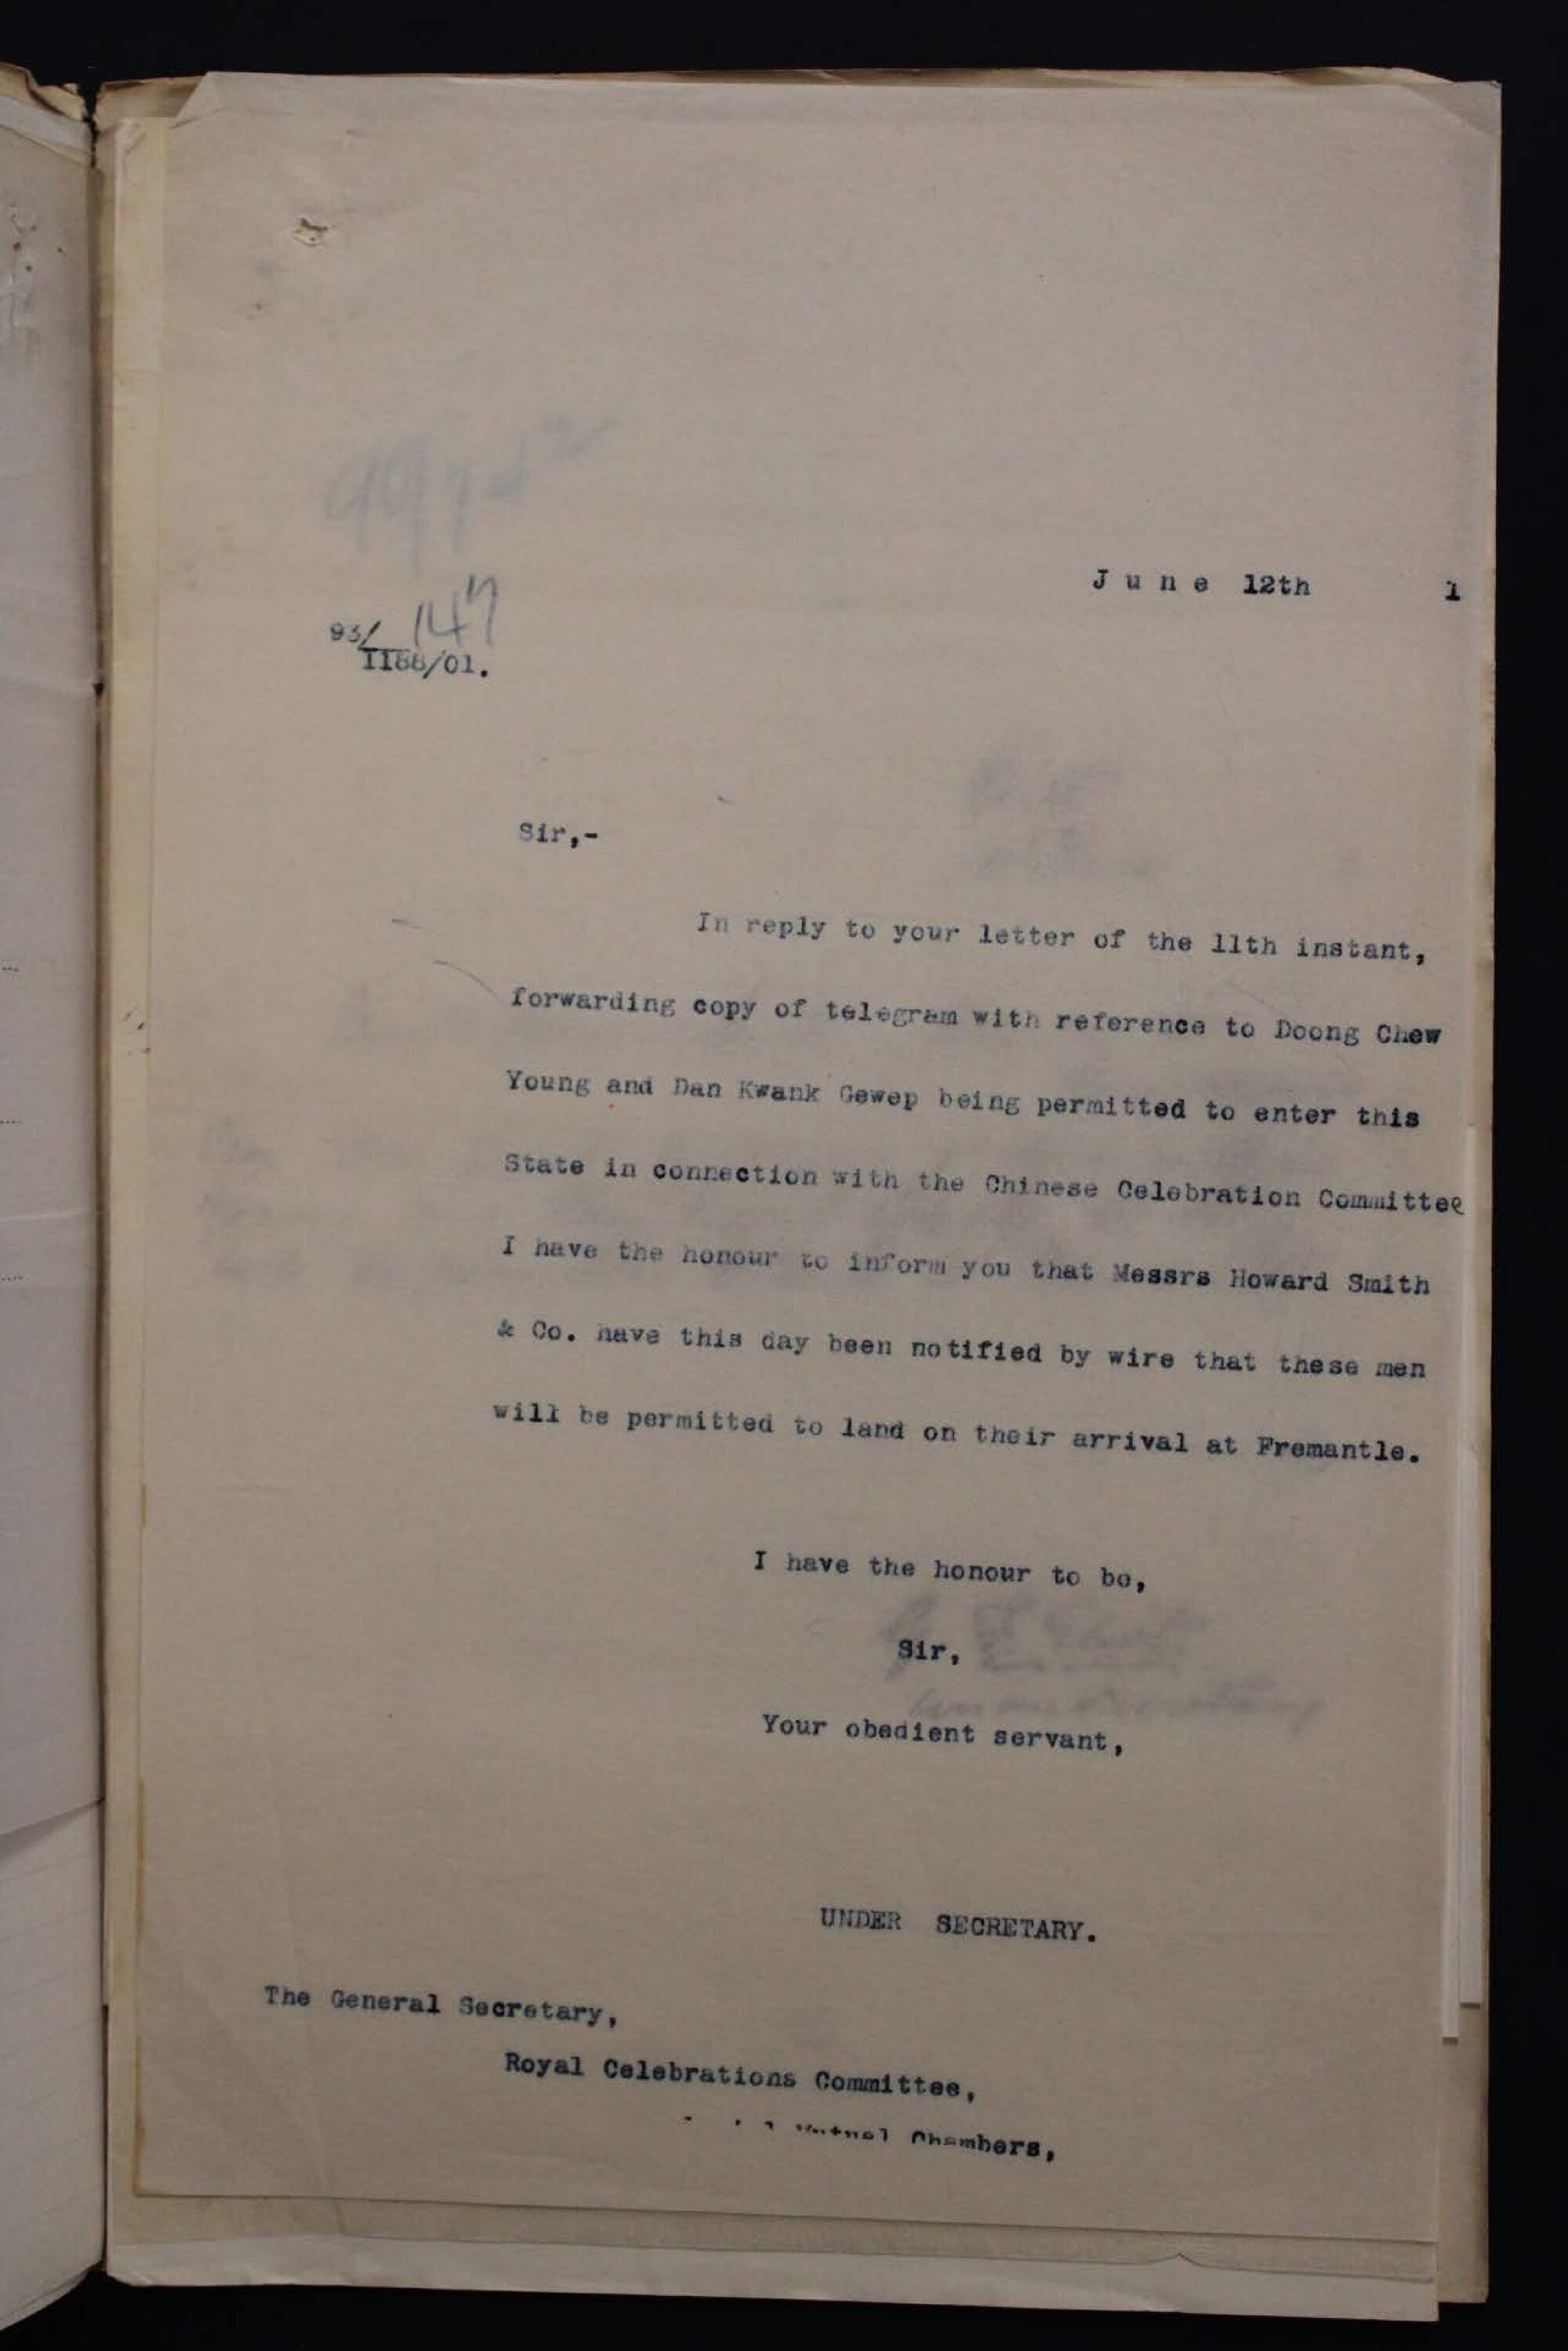 June 12th 1
93/147
1188/01.
Sir,-
In reply to your letter of the 11th instant,
forwarding copy of telegram with reference to Doong Chew
Young and Dan Kwank Gewep being permitted to enter this
State in connection with the Chinese Celebration Committee
I have the honour to inform you that Messrs Howard Smith
& Co. have this day been notified by wire that these men
will be permitted to land on their arrival at Fremantle.
I have the honour to be,
Sir,
Your obedient servant,
UNDER SECRETARY.
The General Secretary,
Royal Celebrations Committee,
Mutual Chambers,